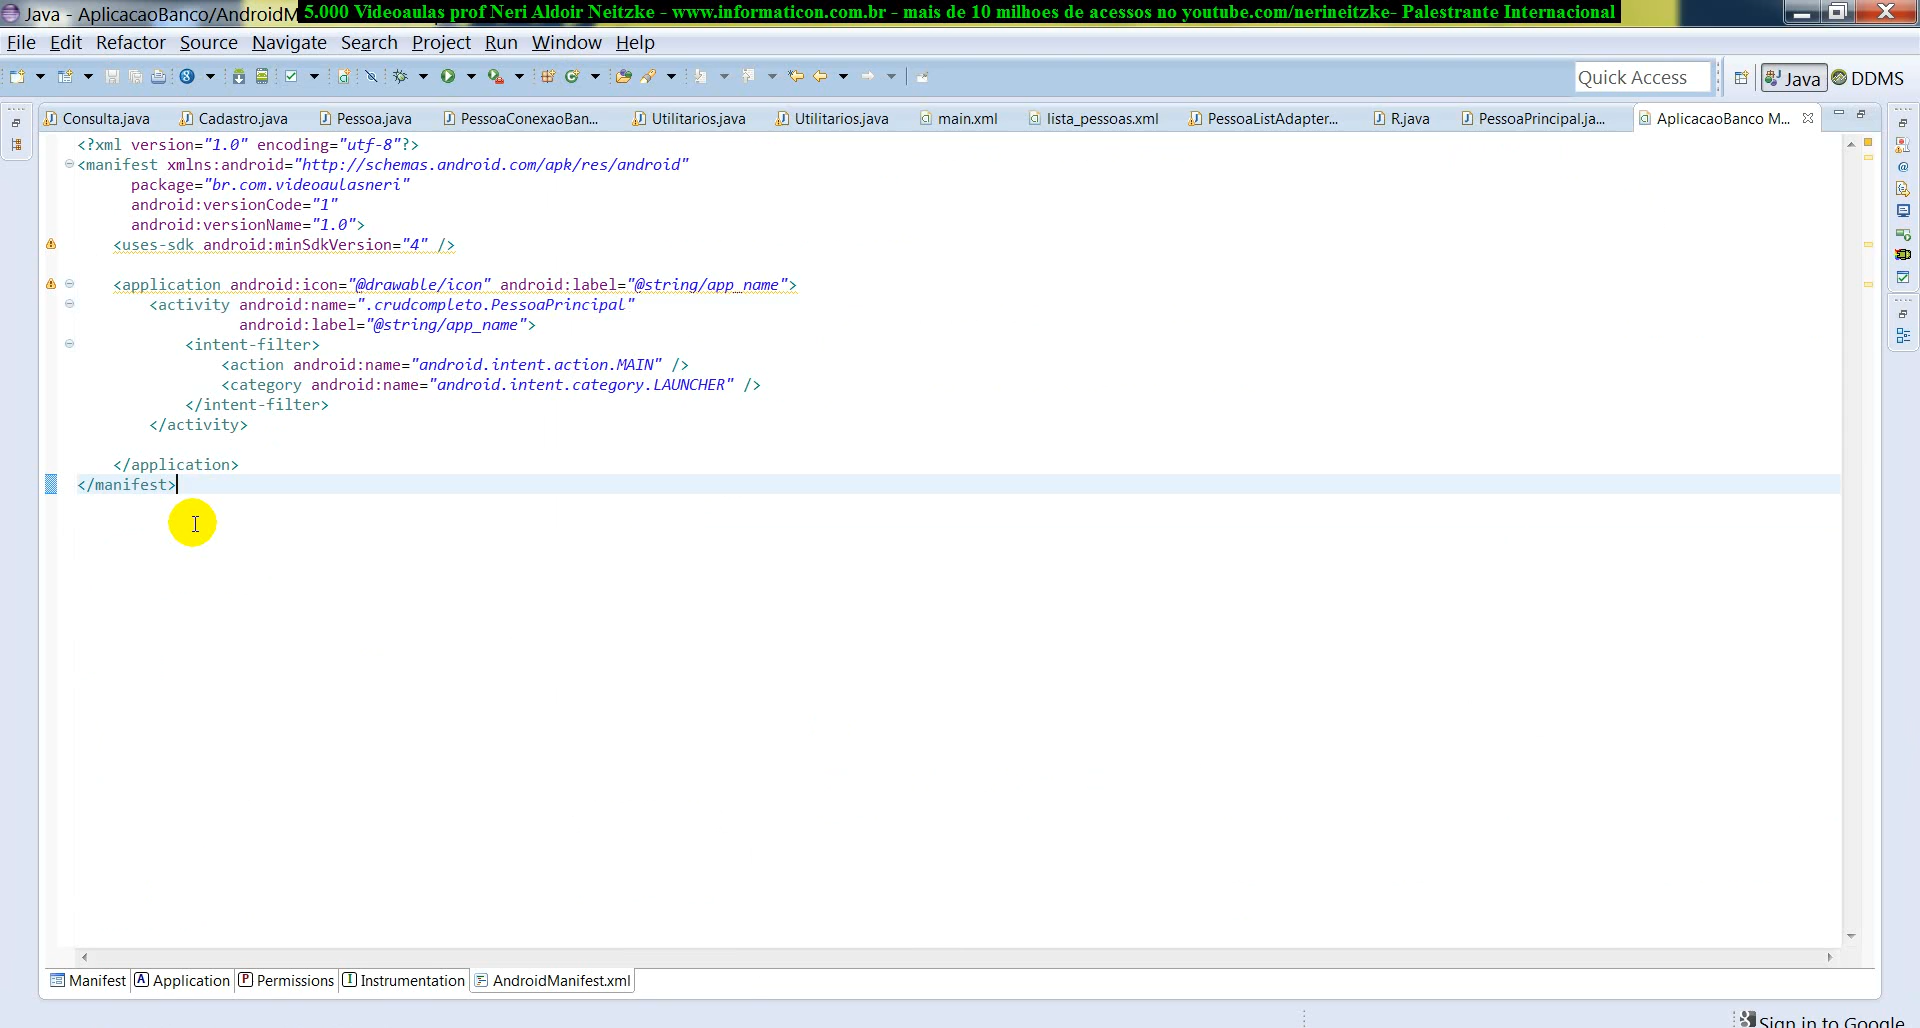 Java - AplicacaoBanco/AndroidM
5.000 Videoaulas prof Neri Aldoir Neitzke - www.informaticon.com.br - mais de 10 milhoes de acessos no youtube.com/nerineitzke- Palestrante Internacional
File Edit Refactor Source Navigate Search Project Run Window Help
Quick Access Java DDMS
Consulta.java Cadastro.java Pessoa.java PessoaConexaoBan... Utilitarios.java Utilitarios.java main.xml lista_pessoas.xml PessoaListAdapter... R.java PessoaPrincipal.ja... AplicacaoBanco M...
<?xml version="1.0" encoding="utf-8"?>
<manifest xmlns:android="http://schemas.android.com/apk/res/android"
package="br.com.videoaulasneri"
android:versionCode="1"
android:versionName="1.0">
<uses-sdk android:minSdkVersion="4" />
<application android:icon="@drawable/icon" android:label="@string/app_name">
<activity android:name=".crudcompleto.PessoaPrincipal"
android:label="@string/app_name">
<intent-filter>
<action android:name="android.intent.action.MAIN" />
<category android:name="android.intent.category.LAUNCHER" />
</intent-filter>
</activity>
</application>
</manifest>
Manifest A Application P Permissions I Instrumentation AndroidManifest.xml
Sign in to Google